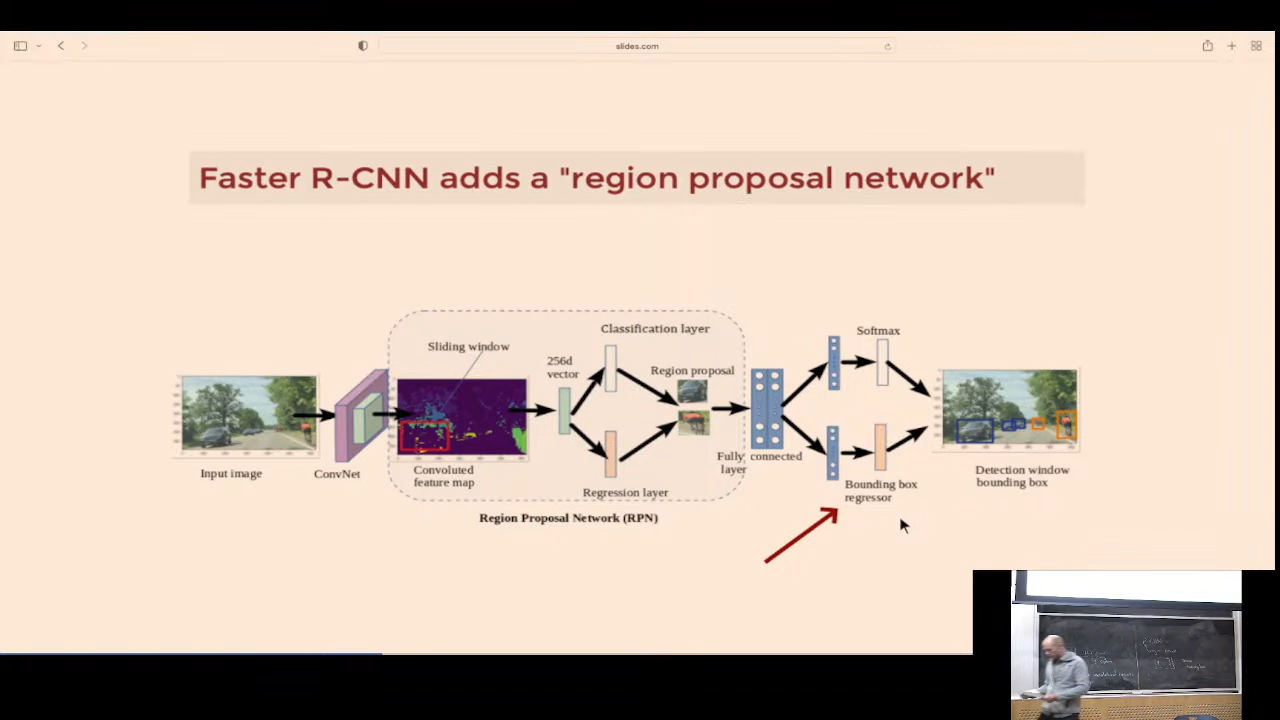 slides.com
Faster R-CNN adds a "region proposal network"
Classification layer
Softmax
Sliding window
256d
vector
Region proposal
Input image
ConvNet
Convoluted
feature map
Regression layer
Fully connected
layer
Bounding box
regressor
Detection window
bounding box
Region Proposal Network (RPN)